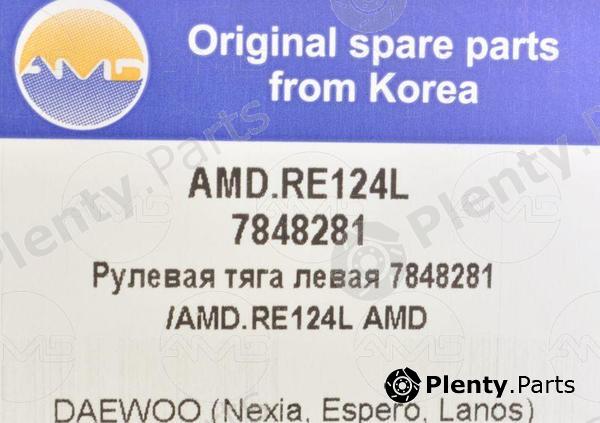 AMD
Original spare parts
from Korea
AMD.RE124L
7848281
Рулевая тяга левая 7848281
/AMD.RE124L AMD
DAEWOO (Nexia, Espero, Lanos)
Plenty.Parts